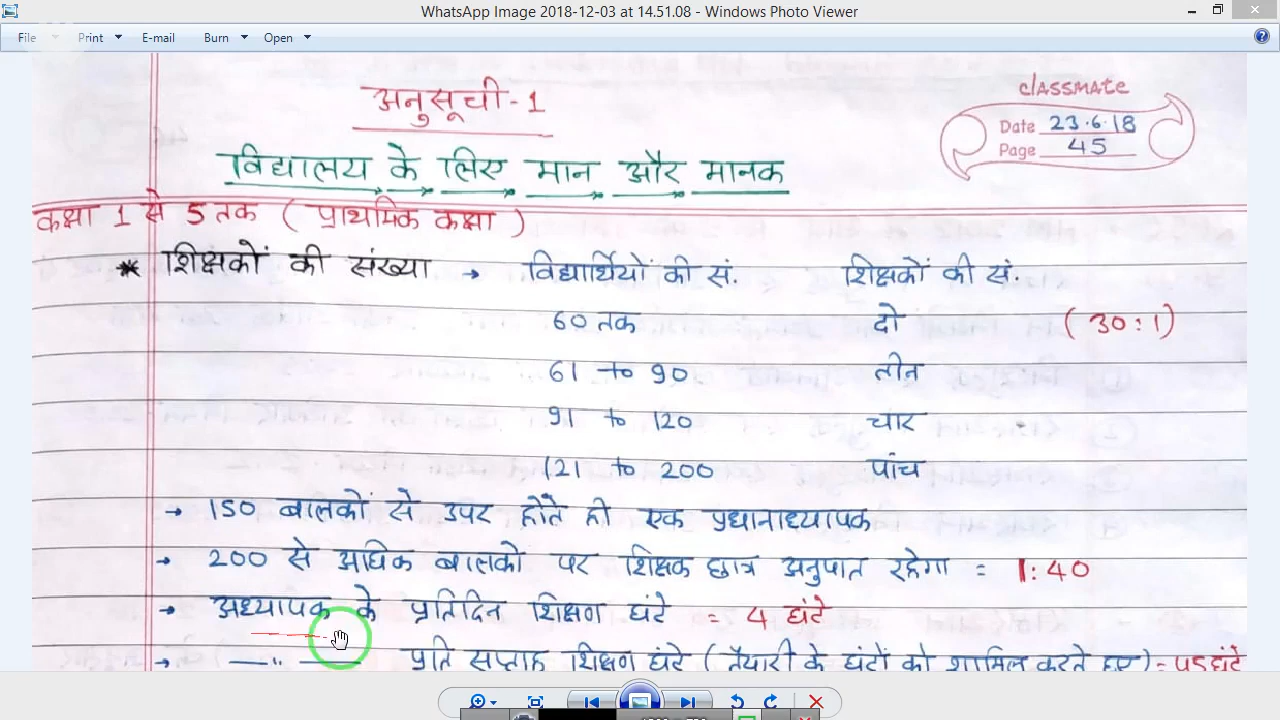 WhatsApp Image 2018-12-03 at 14.51.08 - Windows Photo Viewer
File Print E-mail Burn Open
अनुसूची-1
classmate
Date 23.6.18
Page 45
विद्यालय के लिए मान और मानक
कक्षा 1 से 5 तक ( प्राथमिक कक्षा )
* शिक्षकों की संख्या → विद्यार्थियों की सं. शिक्षकों की सं.
60 तक दो ( 30 : 1 )
61 to 90 तीन
91 to 120 चार
121 to 200 पांच
→ 150 बालकों से उपर होते ही एक प्रधानाध्यापक
→ 200 से अधिक बालकों पर शिक्षक छात्र अनुपात रहेगा = 1:40
→ अध्यापक के प्रतिदिन शिक्षण घंटे = 4 घंटे
→ —"— प्रति सप्ताह शिक्षण घंटे ( तैयारी के घंटों को शामिल करते हुए ) = 45 घंटे